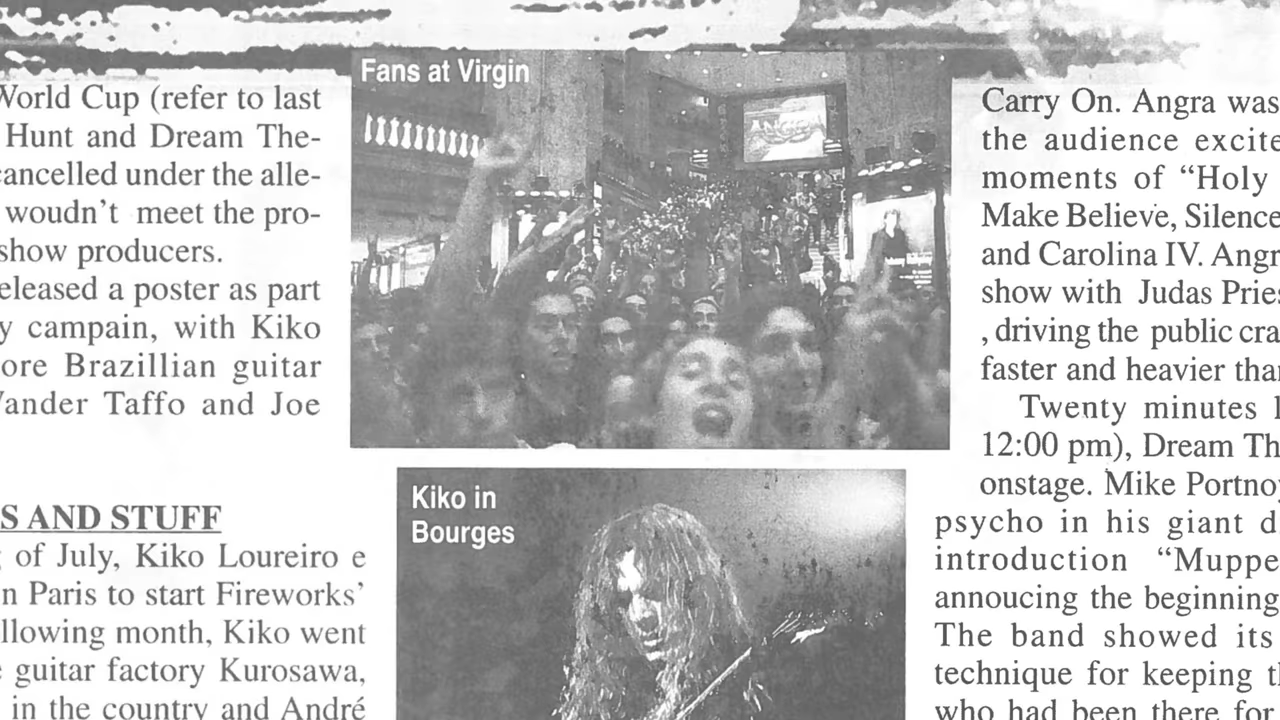 World Cup (refer to last
Hunt and Dream The-
cancelled under the alle-
woudn't meet the pro-
show producers.
eleased a poster as part
y campain, with Kiko
ore Brazillian guitar
Wander Taffo and Joe
S AND STUFF
of July, Kiko Loureiro e
n Paris to start Fireworks'
llowing month, Kiko went
guitar factory Kurosawa,
in the country and André
Fans at Virgin
ANGRA
Kiko in
Bourges
Carry On. Angra was
the audience excite
moments of “Holy
Make Believe, Silence
and Carolina IV. Angr
show with Judas Pries
, driving the public cra
faster and heavier than
Twenty minutes l
12:00 pm), Dream Th
onstage. Mike Portnoy
psycho in his giant d
introduction “Muppe
annoucing the beginning
The band showed its
technique for keeping th
who had been there for